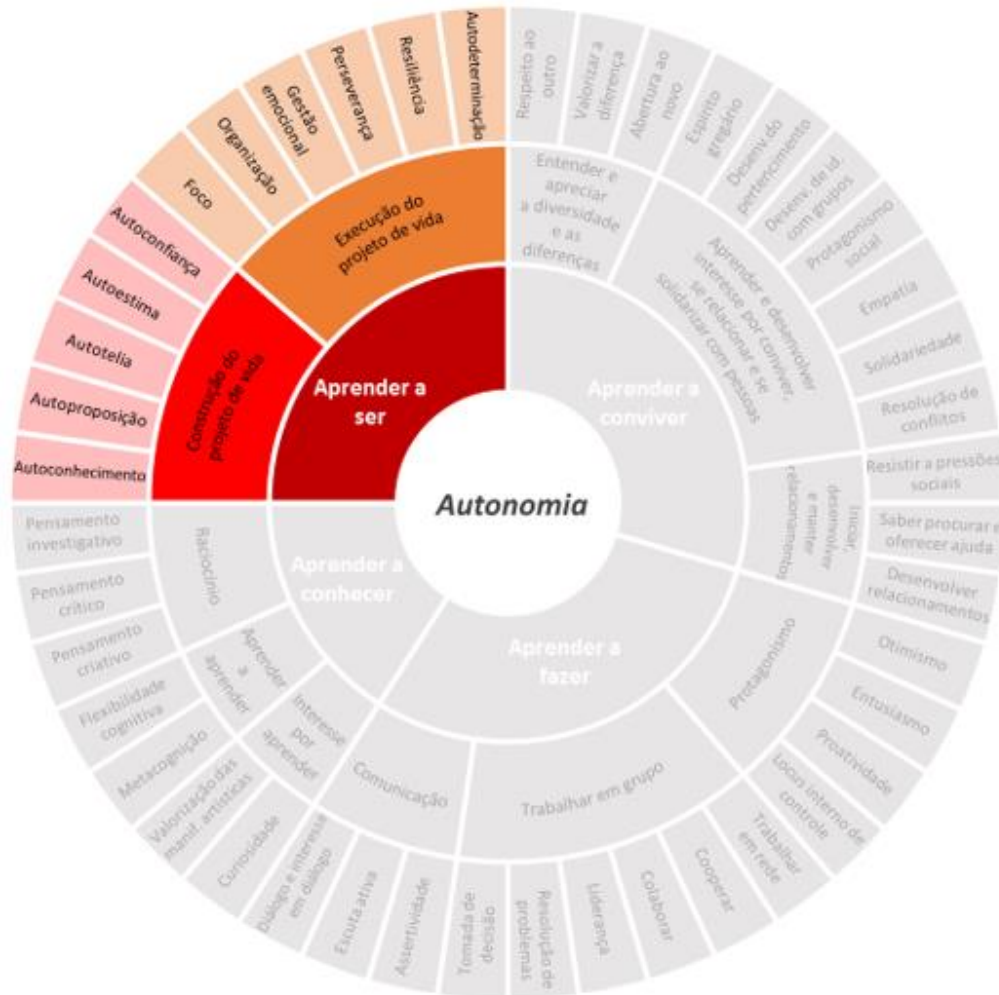 Autonomia
Aprender a
ser
Construção do
projeto de vida
Autoconhecimento
Autoproposição
Autotelia
Autoestima
Autoconfiança
Execução do
projeto de vida
Foco
Organização
Gestão
emocional
Perseverança
Resiliência
Autodeterminação
Aprender a
conviver
Entender e
apreciar
a diversidade
e as
diferenças
Respeito ao
outro
Valorizar a
diferença
Abertura ao
novo
Aprender e desenvolver
interesse por conviver,
se relacionar e se
solidarizar com pessoas
Espírito
gregário
Desenv. do
pertencimento
Desenv. de id.
com grupos
Protagonismo
social
Empatia
Solidariedade
Resolução de
conflitos
Iniciar,
desenvolver
e manter
relacionamentos
Resistir a pressões
sociais
Saber procurar e
oferecer ajuda
Desenvolver
relacionamentos
Aprender a
fazer
Protagonismo
Otimismo
Entusiasmo
Proatividade
Locus interno de
controle
Trabalhar em grupo
Trabalhar
em rede
Cooperar
Colaborar
Liderança
Resolução de
problemas
Tomada de
decisão
Comunicação
Assertividade
Escuta ativa
Diálogo e interesse
em diálogo
Aprender a
conhecer
Interesse
por
aprender
Curiosidade
Valorização das
manif. artísticas
Aprender
a
aprender
Metacognição
Flexibilidade
cognitiva
Raciocínio
Pensamento
criativo
Pensamento
crítico
Pensamento
investigativo